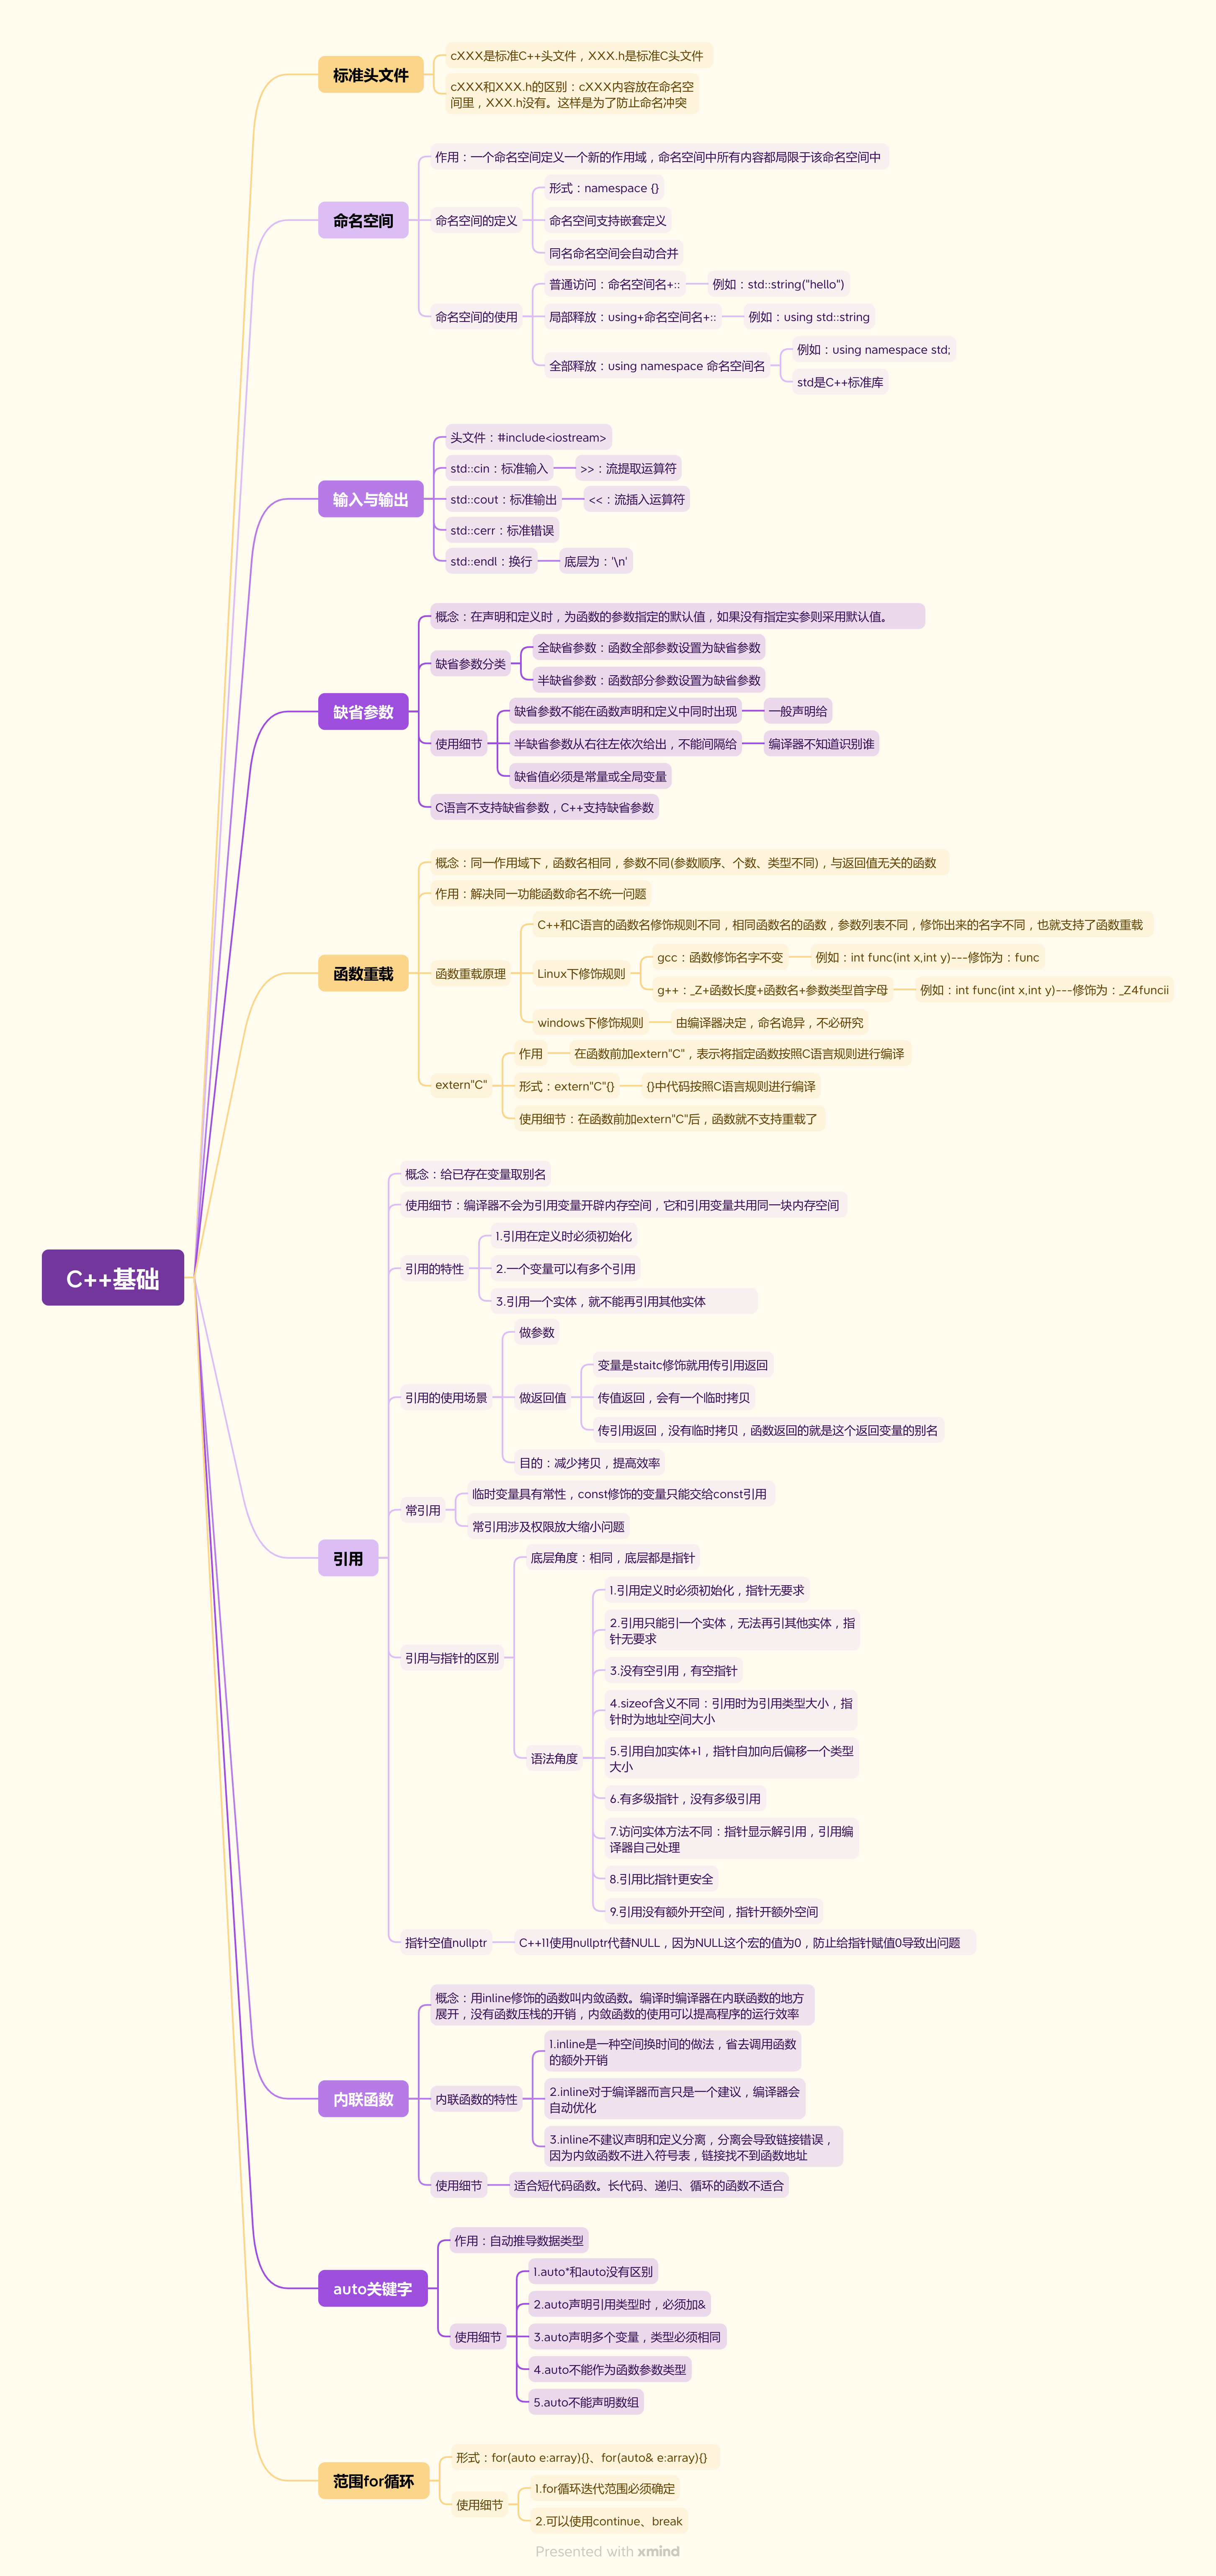 标准头文件
cXXX是标准C++头文件，XXX.h是标准C头文件
cXXX和XXX.h的区别：cXXX内容放在命名空
间里，XXX.h没有。这样是为了防止命名冲突
命名空间
作用：一个命名空间定义一个新的作用域，命名空间中所有内容都局限于该命名空间中
命名空间的定义
形式：namespace {}
命名空间支持嵌套定义
同名命名空间会自动合并
命名空间的使用
普通访问：命名空间名+::
例如：std::string("hello")
局部释放：using+命名空间名+::
例如：using std::string
全部释放：using namespace 命名空间名
例如：using namespace std;
std是C++标准库
输入与输出
头文件：#include<iostream>
std::cin：标准输入
>>：流提取运算符
std::cout：标准输出
<<：流插入运算符
std::cerr：标准错误
std::endl：换行
底层为：'\n'
缺省参数
概念：在声明和定义时，为函数的参数指定的默认值，如果没有指定实参则采用默认值。
缺省参数分类
全缺省参数：函数全部参数设置为缺省参数
半缺省参数：函数部分参数设置为缺省参数
使用细节
缺省参数不能在函数声明和定义中同时出现
一般声明给
半缺省参数从右往左依次给出，不能间隔给
编译器不知道识别谁
缺省值必须是常量或全局变量
C语言不支持缺省参数，C++支持缺省参数
函数重载
概念：同一作用域下，函数名相同，参数不同(参数顺序、个数、类型不同)，与返回值无关的函数
作用：解决同一功能函数命名不统一问题
函数重载原理
C++和C语言的函数名修饰规则不同，相同函数名的函数，参数列表不同，修饰出来的名字不同，也就支持了函数重载
Linux下修饰规则
gcc：函数修饰名字不变
例如：int func(int x,int y)---修饰为：func
g++：_Z+函数长度+函数名+参数类型首字母
例如：int func(int x,int y)---修饰为：_Z4funcii
windows下修饰规则
由编译器决定，命名诡异，不必研究
extern"C"
作用
在函数前加extern"C"，表示将指定函数按照C语言规则进行编译
形式：extern"C"{}
{}中代码按照C语言规则进行编译
使用细节：在函数前加extern"C"后，函数就不支持重载了
C++基础
引用
概念：给已存在变量取别名
使用细节：编译器不会为引用变量开辟内存空间，它和引用变量共用同一块内存空间
引用的特性
1.引用在定义时必须初始化
2.一个变量可以有多个引用
3.引用一个实体，就不能再引用其他实体
引用的使用场景
做参数
做返回值
变量是staitc修饰就用传引用返回
传值返回，会有一个临时拷贝
传引用返回，没有临时拷贝，函数返回的就是这个返回变量的别名
目的：减少拷贝，提高效率
常引用
临时变量具有常性，const修饰的变量只能交给const引用
常引用涉及权限放大缩小问题
引用与指针的区别
底层角度：相同，底层都是指针
语法角度
1.引用定义时必须初始化，指针无要求
2.引用只能引一个实体，无法再引其他实体，指
针无要求
3.没有空引用，有空指针
4.sizeof含义不同：引用时为引用类型大小，指
针时为地址空间大小
5.引用自加实体+1，指针自加向后偏移一个类型
大小
6.有多级指针，没有多级引用
7.访问实体方法不同：指针显示解引用，引用编
译器自己处理
8.引用比指针更安全
9.引用没有额外开空间，指针开额外空间
指针空值nullptr
C++11使用nullptr代替NULL，因为NULL这个宏的值为0，防止给指针赋值0导致出问题
内联函数
概念：用inline修饰的函数叫内敛函数。编译时编译器在内联函数的地方
展开，没有函数压栈的开销，内敛函数的使用可以提高程序的运行效率
内联函数的特性
1.inline是一种空间换时间的做法，省去调用函数
的额外开销
2.inline对于编译器而言只是一个建议，编译器会
自动优化
3.inline不建议声明和定义分离，分离会导致链接错误，
因为内敛函数不进入符号表，链接找不到函数地址
使用细节
适合短代码函数。长代码、递归、循环的函数不适合
auto关键字
作用：自动推导数据类型
使用细节
1.auto*和auto没有区别
2.auto声明引用类型时，必须加&
3.auto声明多个变量，类型必须相同
4.auto不能作为函数参数类型
5.auto不能声明数组
范围for循环
形式：for(auto e:array){}、for(auto& e:array){}
使用细节
1.for循环迭代范围必须确定
2.可以使用continue、break
Presented with xmind